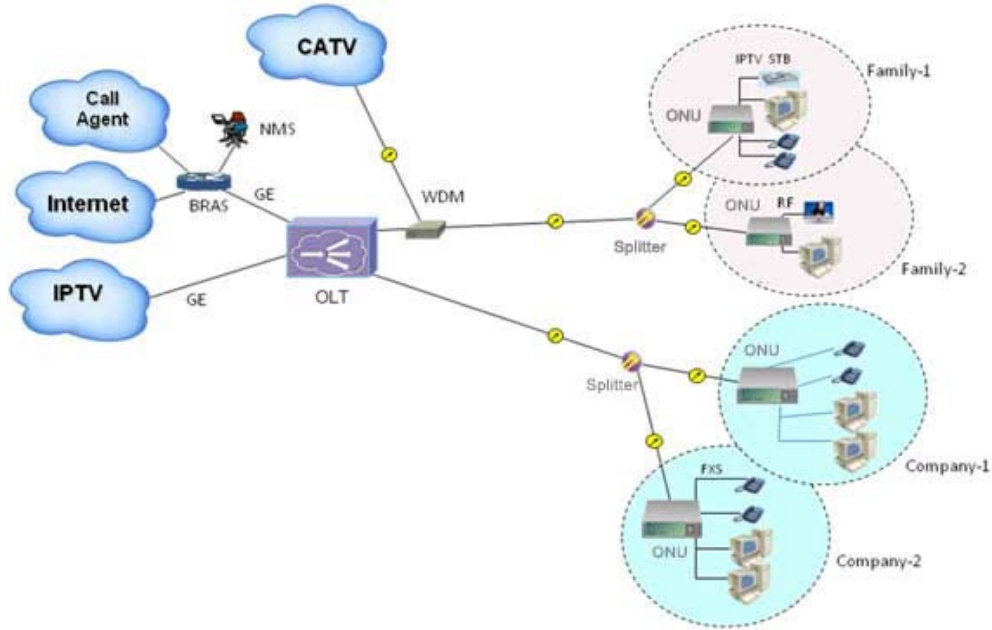 CATV
Call
Agent
NMS
Internet
BRAS
GE
IPTV
GE
OLT
WDM
Splitter
IPTV STB
ONU
Family-1
ONU
RF
Family-2
Splitter
ONU
Company-1
FXS
ONU
Company-2